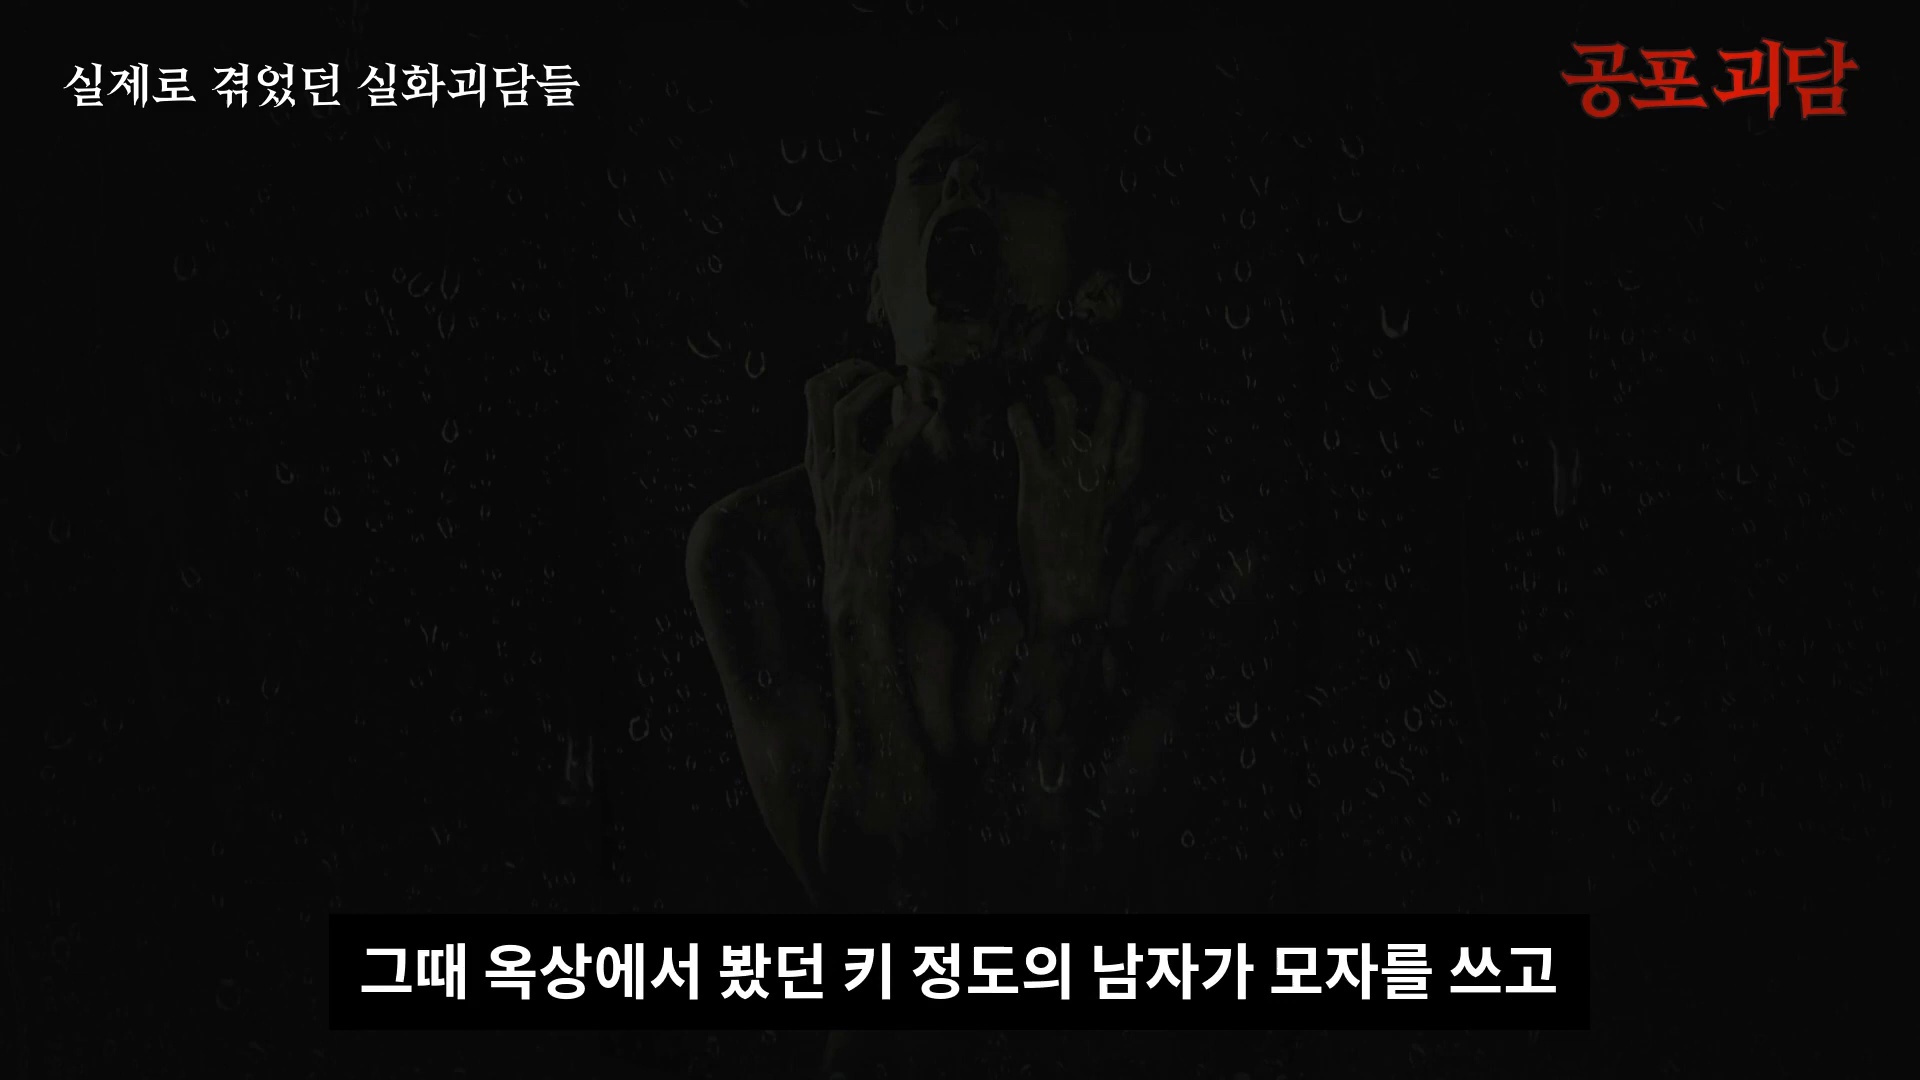 실제로 겪었던 실화괴담들
공포 괴담
그때 옥상에서 봤던 키 정도의 남자가 모자를 쓰고